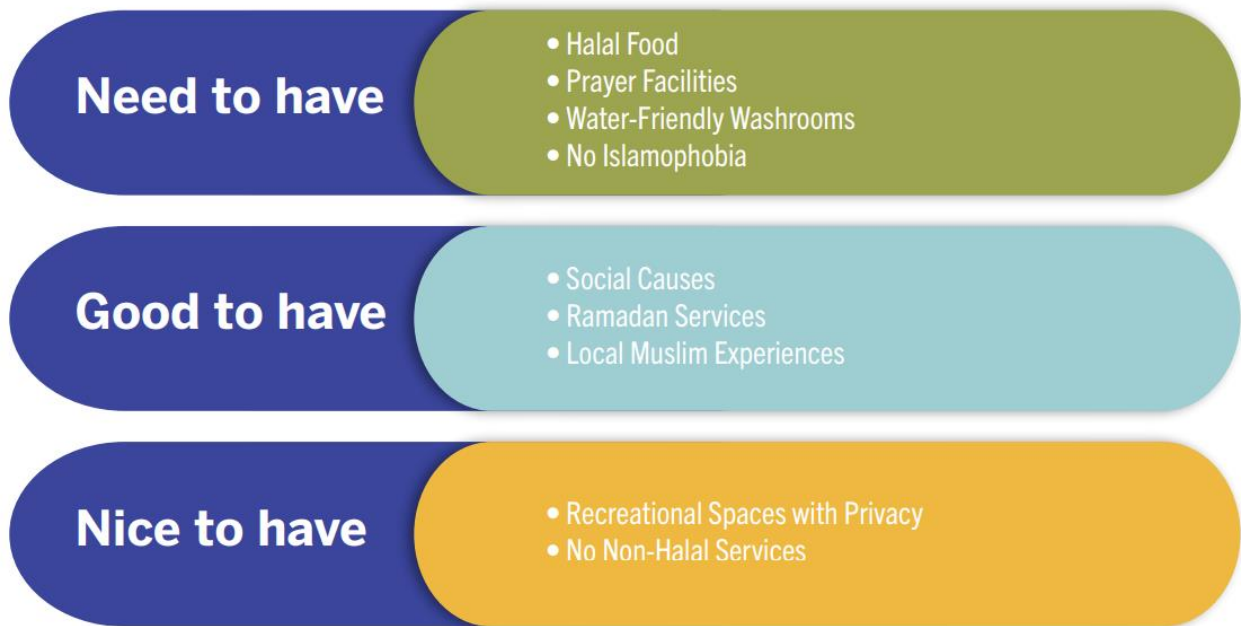 Need to have
• Halal Food
• Prayer Facilities
• Water-Friendly Washrooms
• No Islamophobia
Good to have
• Social Causes
• Ramadan Services
• Local Muslim Experiences
Nice to have
• Recreational Spaces with Privacy
• No Non-Halal Services